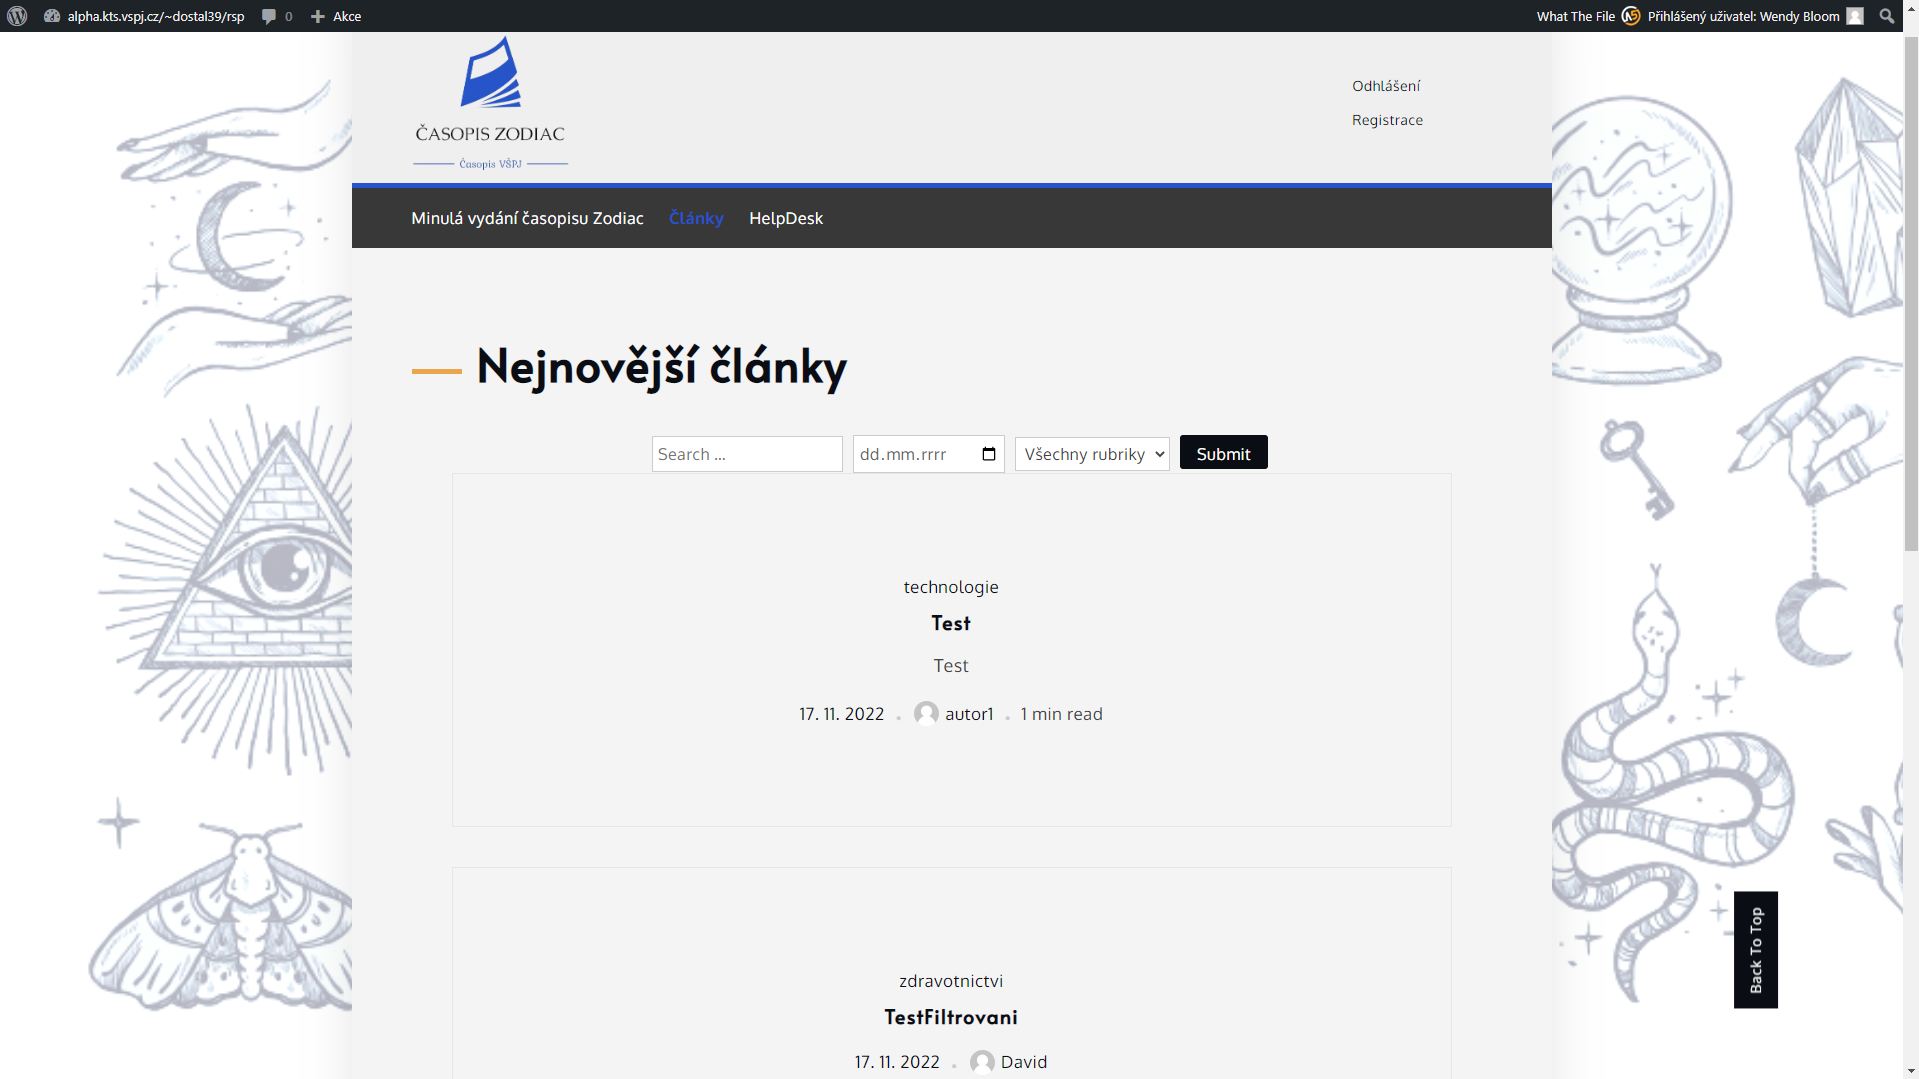 alpha.kts.vspj.cz/~dostal39/rsp 0 Akce What The File Přihlášený uživatel: Wendy Bloom
ČASOPIS ZODIAC
Časopis VŠPJ
Odhlášení
Registrace
Minulá vydání časopisu Zodiac Články HelpDesk
Nejnovější články
Search ... dd.mm.rrrr Všechny rubriky Submit
technologie
Test
Test
17. 11. 2022 autor1 1 min read
zdravotnictvi
TestFiltrovani
17. 11. 2022 David
Back To Top